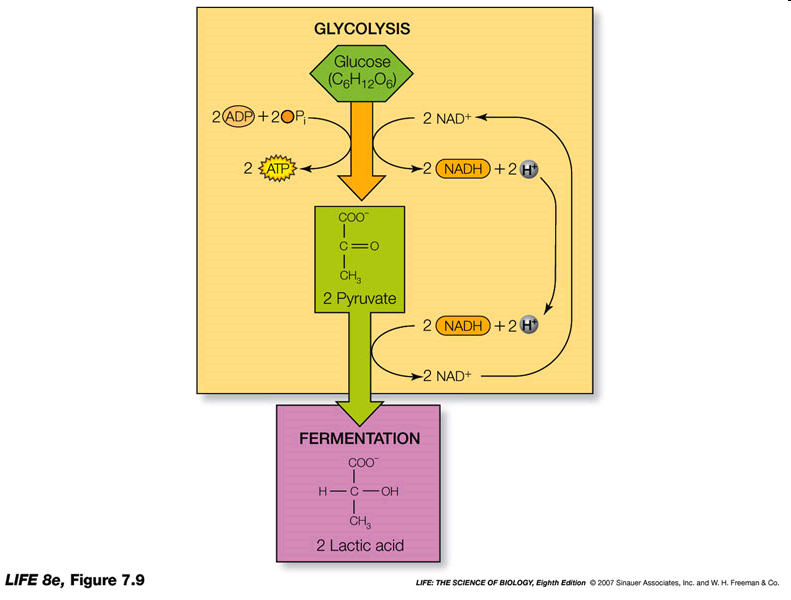 GLYCOLYSIS
Glucose
(C₆H₁₂O₆)
2 ADP + 2 Pᵢ
2 NAD⁺
2 ATP
2 NADH + 2 H⁺
COO⁻
C=O
CH₃
2 Pyruvate
2 NADH + 2 H⁺
2 NAD⁺
FERMENTATION
COO⁻
H—C—OH
CH₃
2 Lactic acid
LIFE 8e, Figure 7.9
LIFE: THE SCIENCE OF BIOLOGY, Eighth Edition © 2007 Sinauer Associates, Inc. and W. H. Freeman & Co.